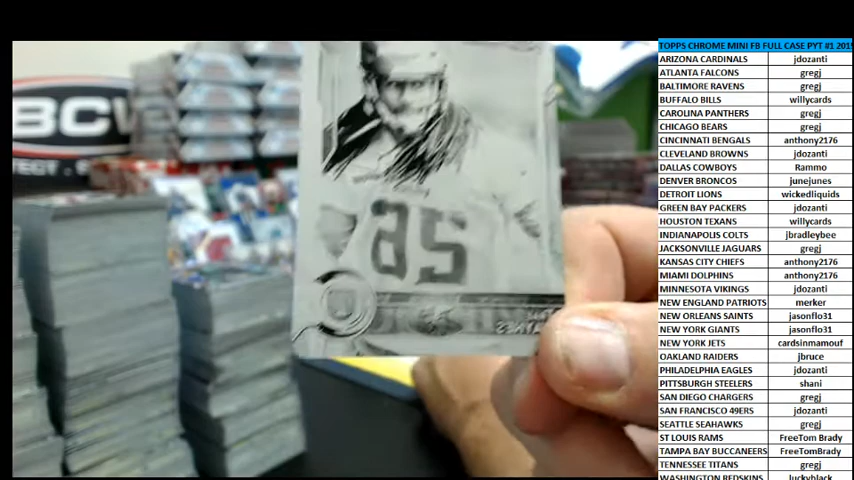 TOPPS CHROME MINI FB FULL CASE PYT #1 201
ARIZONA CARDINALS jdozanti
ATLANTA FALCONS gregj
BALTIMORE RAVENS gregj
BUFFALO BILLS willycards
CAROLINA PANTHERS gregj
CHICAGO BEARS gregj
CINCINNATI BENGALS anthony2176
CLEVELAND BROWNS jdozanti
DALLAS COWBOYS Rammo
DENVER BRONCOS junejunes
DETROIT LIONS wickedliquids
GREEN BAY PACKERS jdozanti
HOUSTON TEXANS willycards
INDIANAPOLIS COLTS jbradleybee
JACKSONVILLE JAGUARS gregj
KANSAS CITY CHIEFS anthony2176
MIAMI DOLPHINS anthony2176
MINNESOTA VIKINGS jdozanti
NEW ENGLAND PATRIOTS merker
NEW ORLEANS SAINTS jasonflo31
NEW YORK GIANTS jasonflo31
NEW YORK JETS cardsinmamouf
OAKLAND RAIDERS jbruce
PHILADELPHIA EAGLES jdozanti
PITTSBURGH STEELERS shani
SAN DIEGO CHARGERS gregj
SAN FRANCISCO 49ERS jdozanti
SEATTLE SEAHAWKS gregj
ST LOUIS RAMS FreeTom Brady
TAMPA BAY BUCCANEERS FreeTomBrady
TENNESSEE TITANS gregj
WASHINGTON REDSKINS luckyblack
BCW